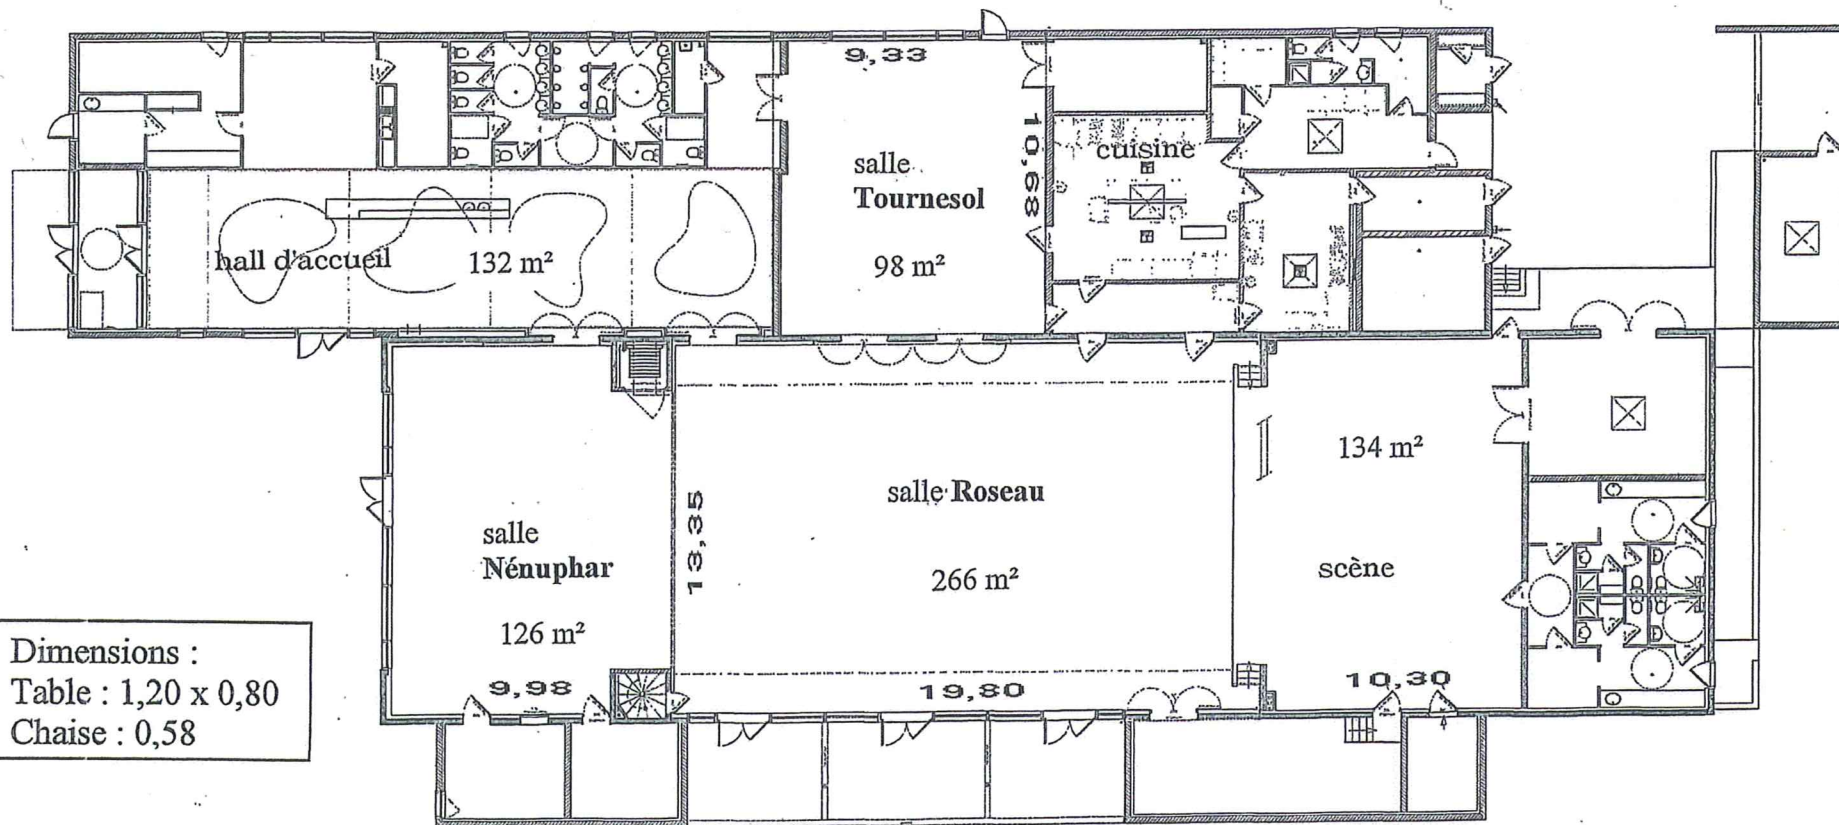 9,33
10,68
salle
Tournesol
98 m²
cuisine
hall d'accueil
132 m²
salle
Nénuphar
126 m²
9,98
13,35
salle Roseau
266 m²
19,80
134 m²
scène
10,30
Dimensions :
Table : 1,20 x 0,80
Chaise : 0,58